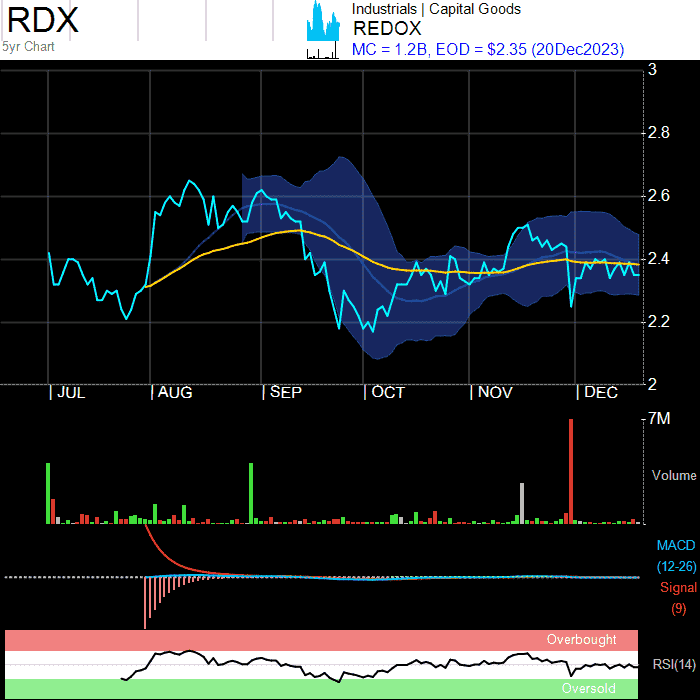 RDX
5yr Chart
Industrials | Capital Goods
REDOX
MC = 1.2B, EOD = $2.35 (20Dec2023)
3
2.8
2.6
2.4
2.2
2
JUL
AUG
SEP
OCT
NOV
DEC
7M
Volume
MACD
(12-26)
Signal
(9)
Overbought
RSI(14)
Oversold